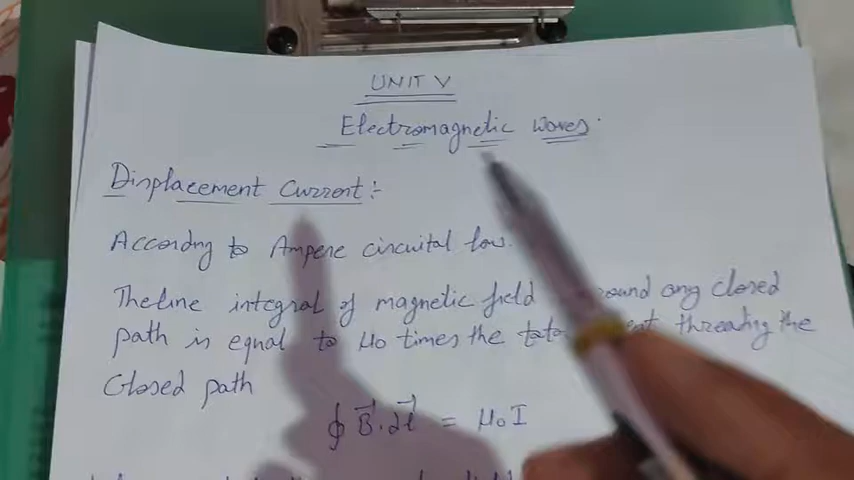 UNIT V
Electromagnetic Waves
Displacement Current :-
According to Ampere circuital law.
The line integral of magnetic field around any closed
path is equal to μ₀ times the total threading the
Closed path
∮ B⃗. dl⃗ = μ₀I